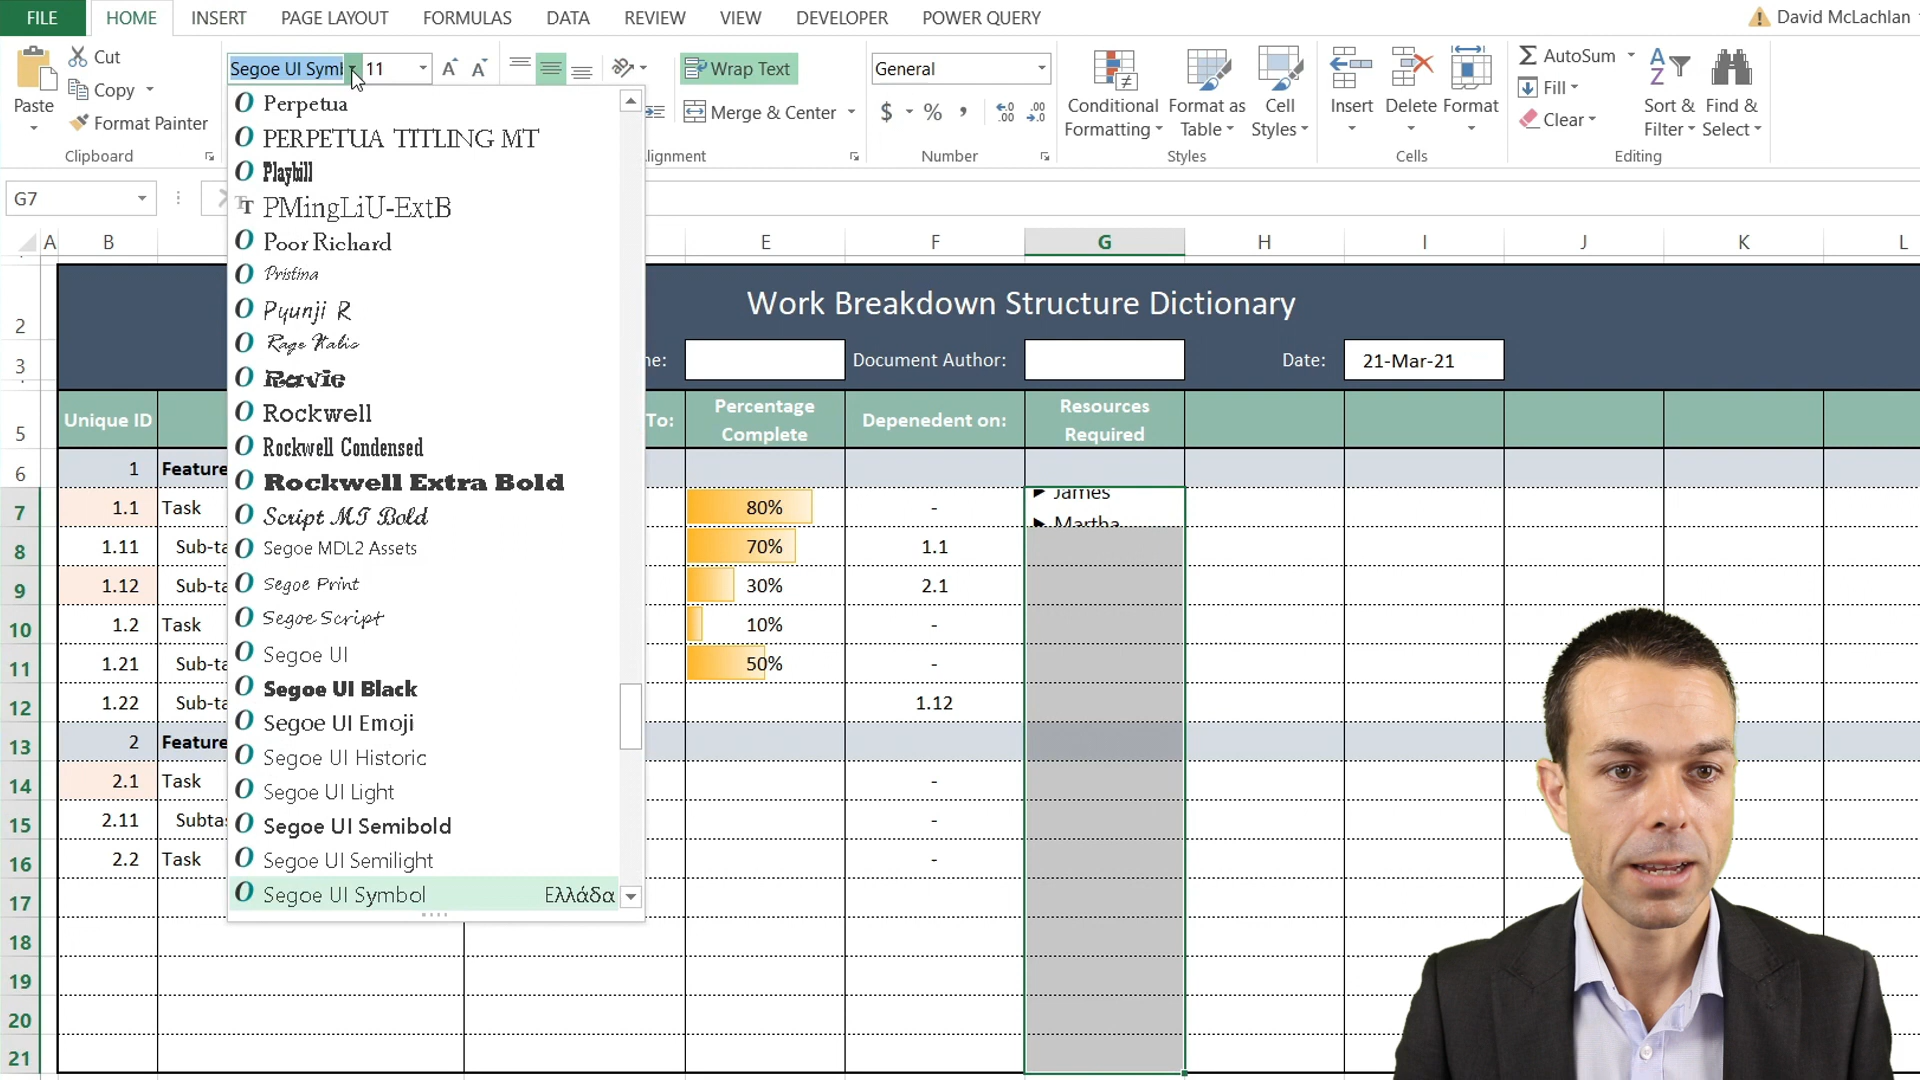 FILE HOME INSERT PAGE LAYOUT FORMULAS DATA REVIEW VIEW DEVELOPER POWER QUERY David McLachlan
Paste
Cut
Copy
Format Painter
Clipboard
Segoe UI Symb 11
Wrap Text
Merge & Center
lignment
General
$ % ,
Number
Conditional Formatting
Format as Table
Cell Styles
Styles
Insert Delete Format
Cells
AutoSum
Fill
Clear
Sort & Filter
Find & Select
Editing
G7
Perpetua
PERPETUA TITLING MT
Playbill
PMingLiU-ExtB
Poor Richard
Pristina
Pyunji R
Rage Italic
Ravie
Rockwell
Rockwell Condensed
Rockwell Extra Bold
Script MT Bold
Segoe MDL2 Assets
Segoe Print
Segoe Script
Segoe UI
Segoe UI Black
Segoe UI Emoji
Segoe UI Historic
Segoe UI Light
Segoe UI Semibold
Segoe UI Semilight
Segoe UI Symbol Ελλάδα
A B E F G H I J K L
2 Work Breakdown Structure Dictionary
3 ne: Document Author: Date: 21-Mar-21
5 Unique ID To: Percentage Complete Depenedent on: Resources Required
6 1 Feature
7 1.1 Task 80% - ► James
► Martha
8 1.11 Sub-ta 70% 1.1
9 1.12 Sub-ta 30% 2.1
10 1.2 Task 10% -
11 1.21 Sub-ta 50% -
12 1.22 Sub-ta 1.12
13 2 Feature
14 2.1 Task -
15 2.11 Subtas -
16 2.2 Task -
17
18
19
20
21